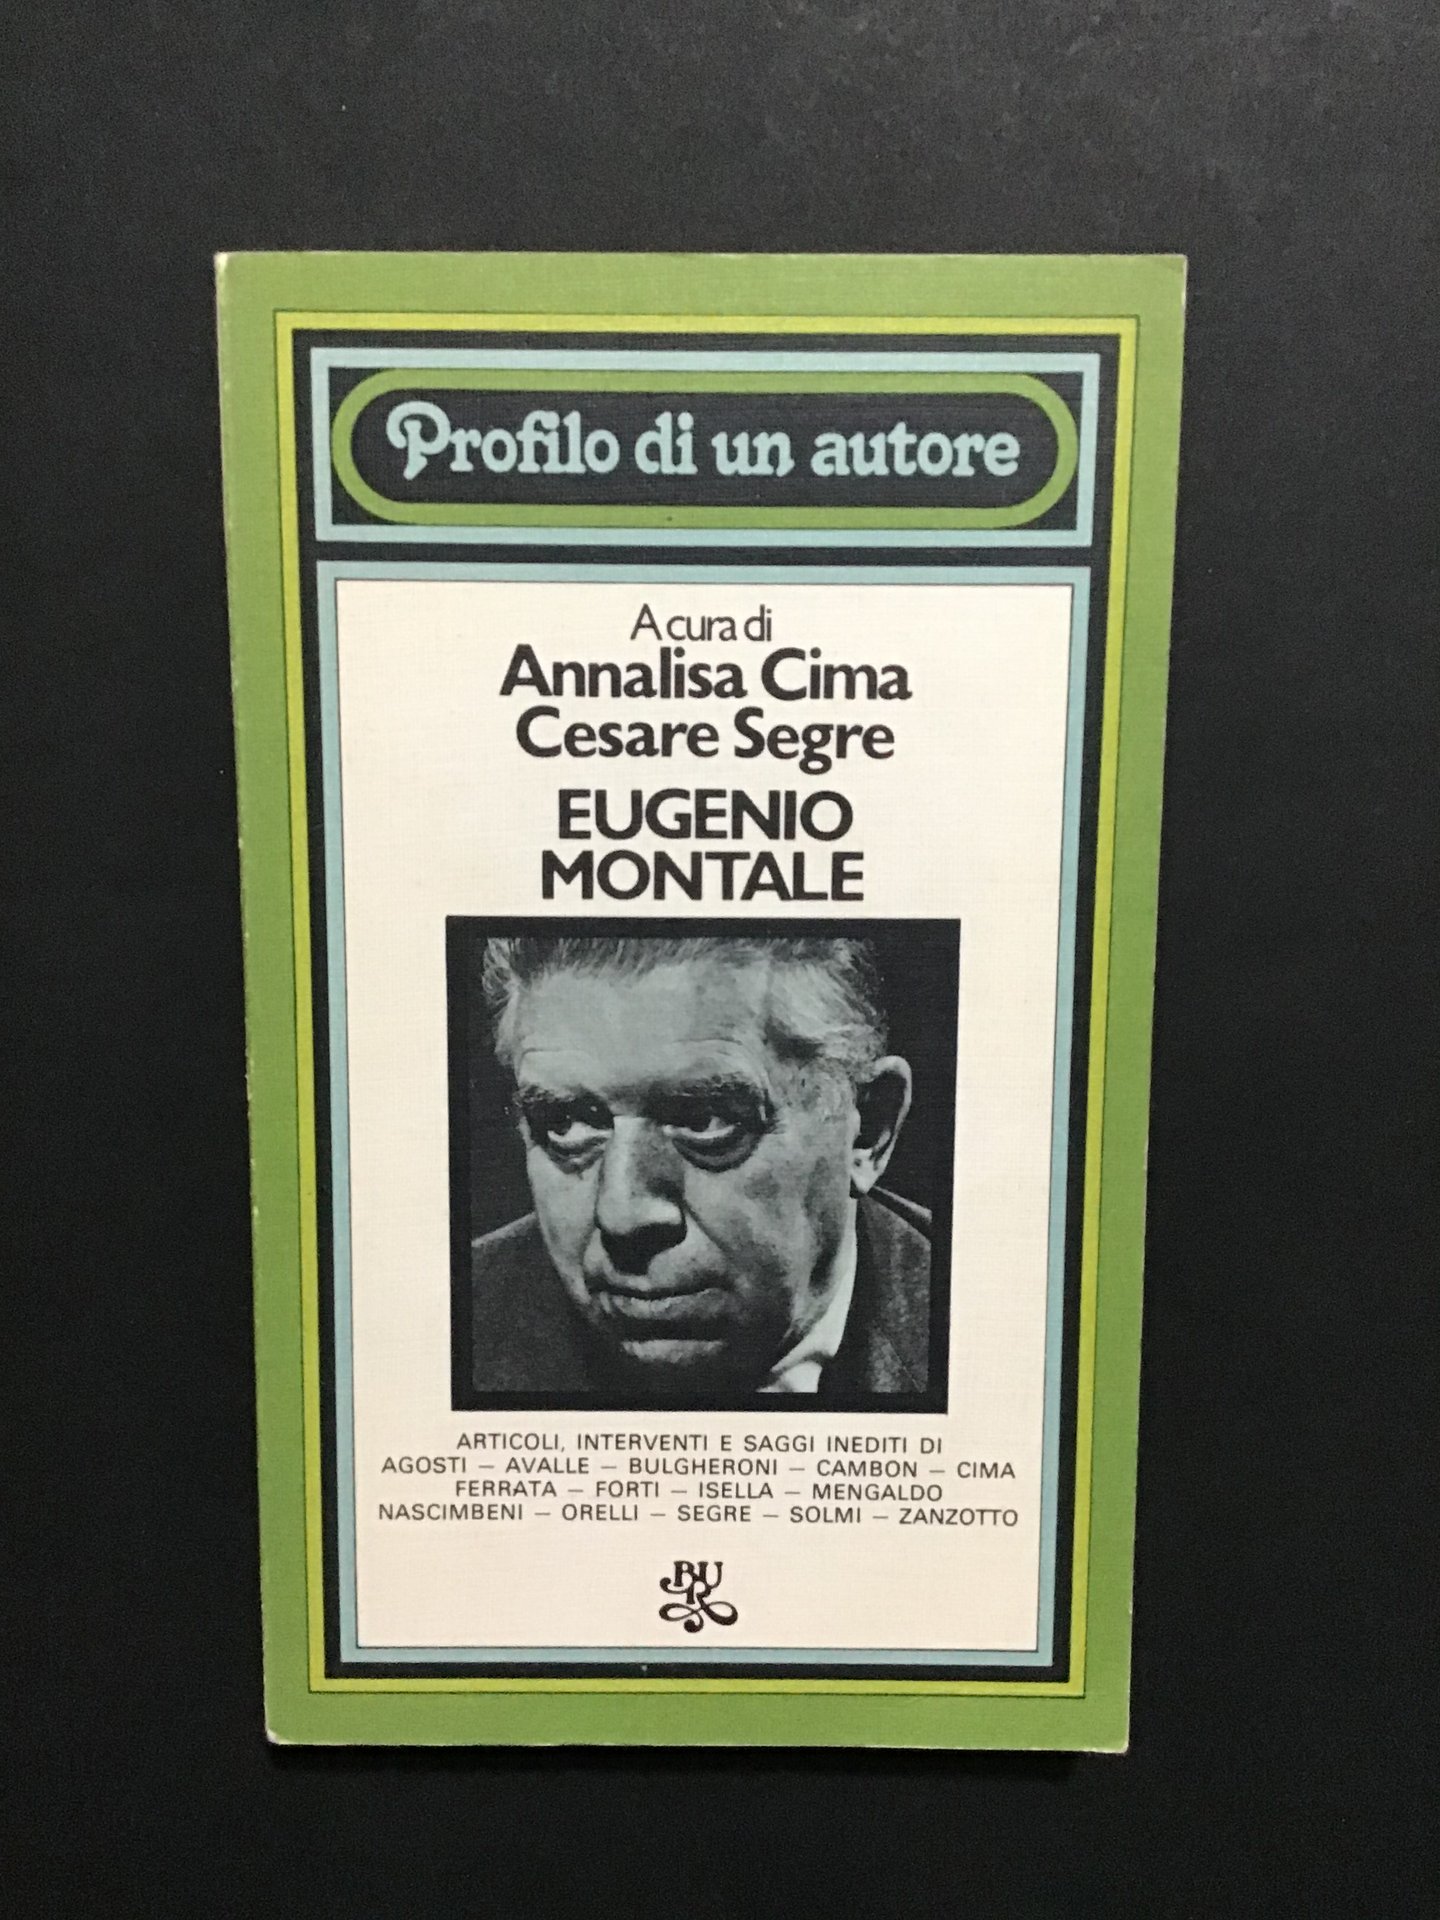 Profilo di un autore
A cura di
Annalisa Cima
Cesare Segre
EUGENIO
MONTALE
ARTICOLI, INTERVENTI E SAGGI INEDITI DI
AGOSTI – AVALLE – BULGHERONI – CAMBON – CIMA
FERRATA – FORTI – ISELLA – MENGALDO
NASCIMBENI – ORELLI – SEGRE – SOLMI – ZANZOTTO
BUR